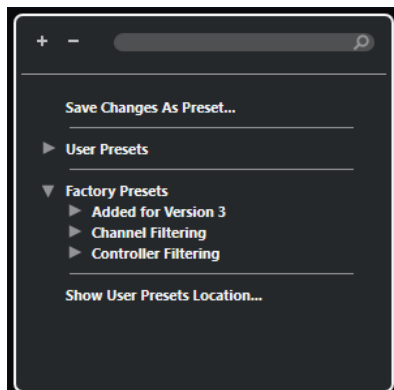 + −
Save Changes As Preset...
User Presets
Factory Presets
Added for Version 3
Channel Filtering
Controller Filtering
Show User Presets Location...